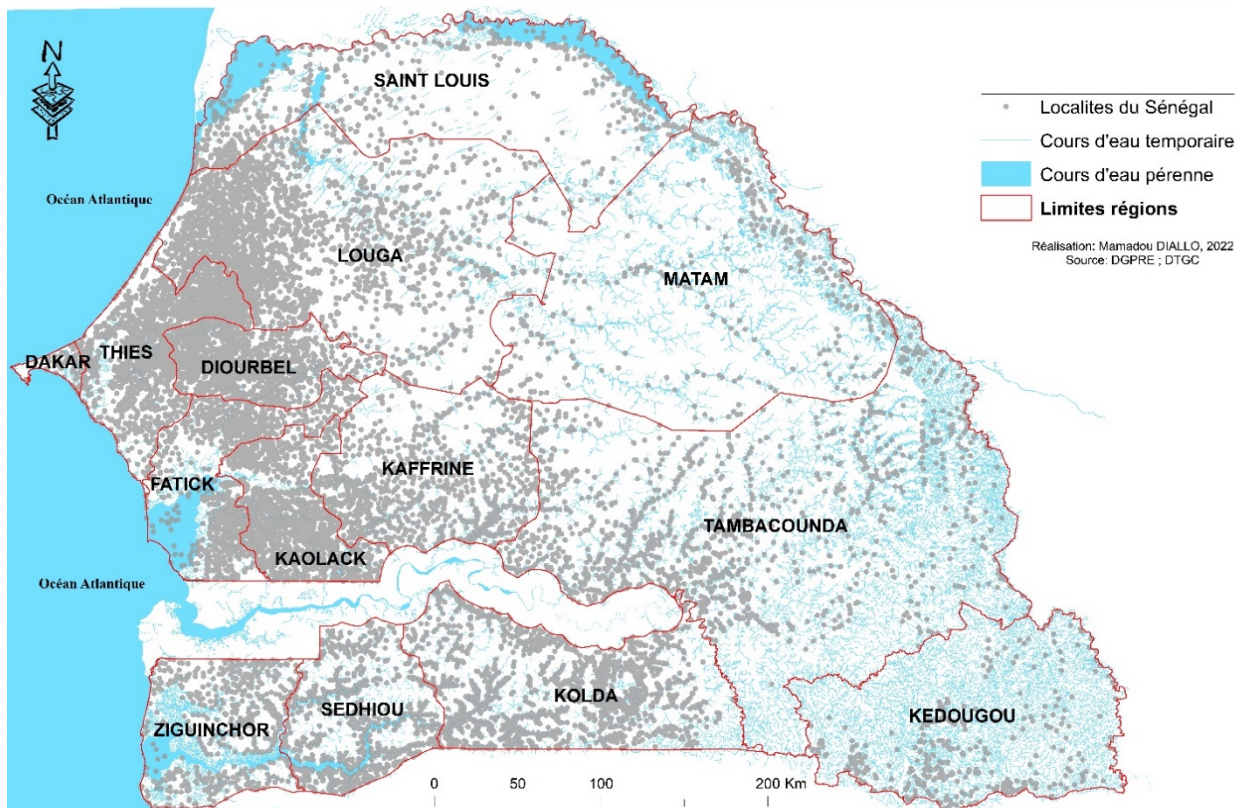 N
SAINT LOUIS
Localites du Sénégal
Cours d'eau temporaire
Cours d'eau pérenne
Limites régions
Réalisation: Mamadou DIALLO, 2022
Source: DGPRE ; DTGC
Océan Atlantique
LOUGA
MATAM
DAKAR
THIES
DIOURBEL
KAFFRINE
FATICK
TAMBACOUNDA
KAOLACK
Océan Atlantique
ZIGUINCHOR
SEDHIOU
KOLDA
KEDOUGOU
0 50 100 200 Km